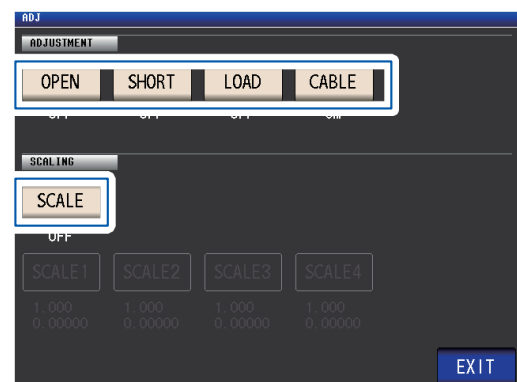 ADJ
ADJUSTMENT
OPEN SHORT LOAD CABLE
SCALING
SCALE
OFF
SCALE1 SCALE2 SCALE3 SCALE4
1.000 1.000 1.000 1.000
0.00000 0.00000 0.00000 0.00000
EXIT